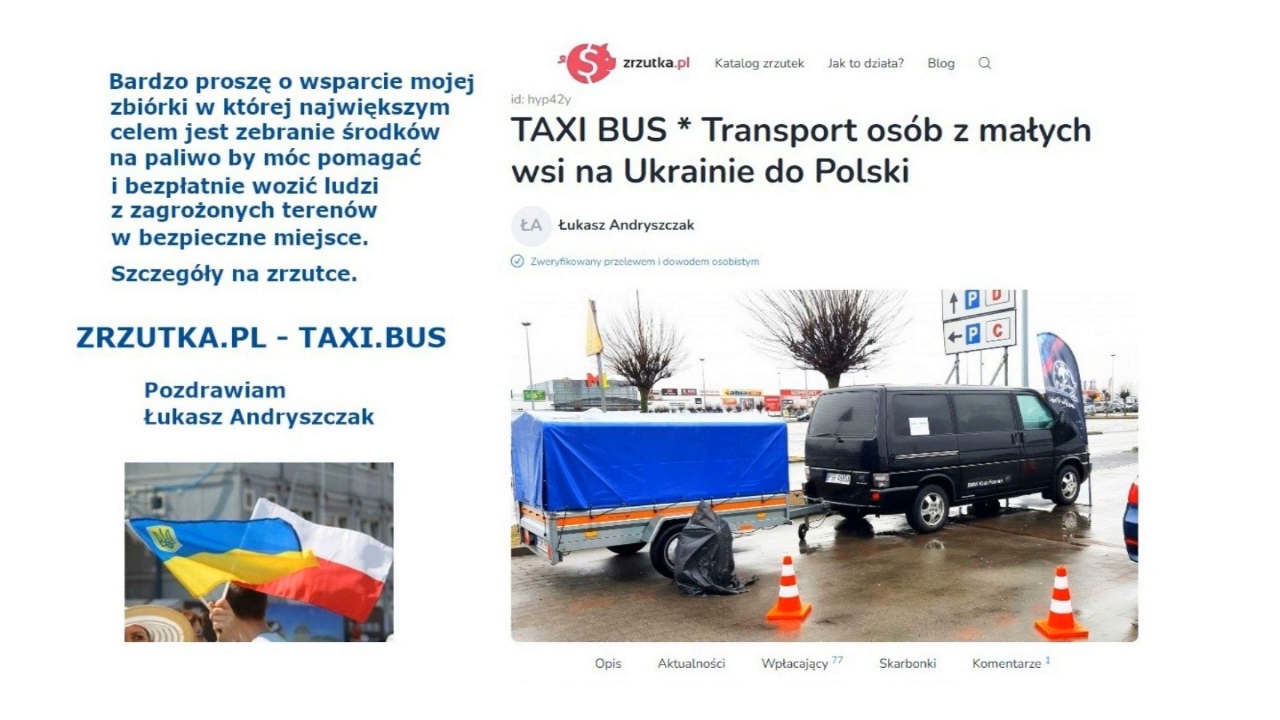 Bardzo proszę o wsparcie mojej
zbiórki w której największym
celem jest zebranie środków
na paliwo by móc pomagać
i bezpłatnie wozić ludzi
z zagrożonych terenów
w bezpieczne miejsce.
Szczegóły na zrzutce.
ZRZUTKA.PL - TAXI.BUS
Pozdrawiam
Łukasz Andryszczak
zrzutka.pl Katalog zrzutek Jak to działa? Blog
id: hyp42y
TAXI BUS * Transport osób z małych
wsi na Ukrainie do Polski
ŁA Łukasz Andryszczak
Zweryfikowany przelewem i dowodem osobistym
P D
P C
BMW Klub Poznań
Opis Aktualności Wpłacający 77 Skarbonki Komentarze 1